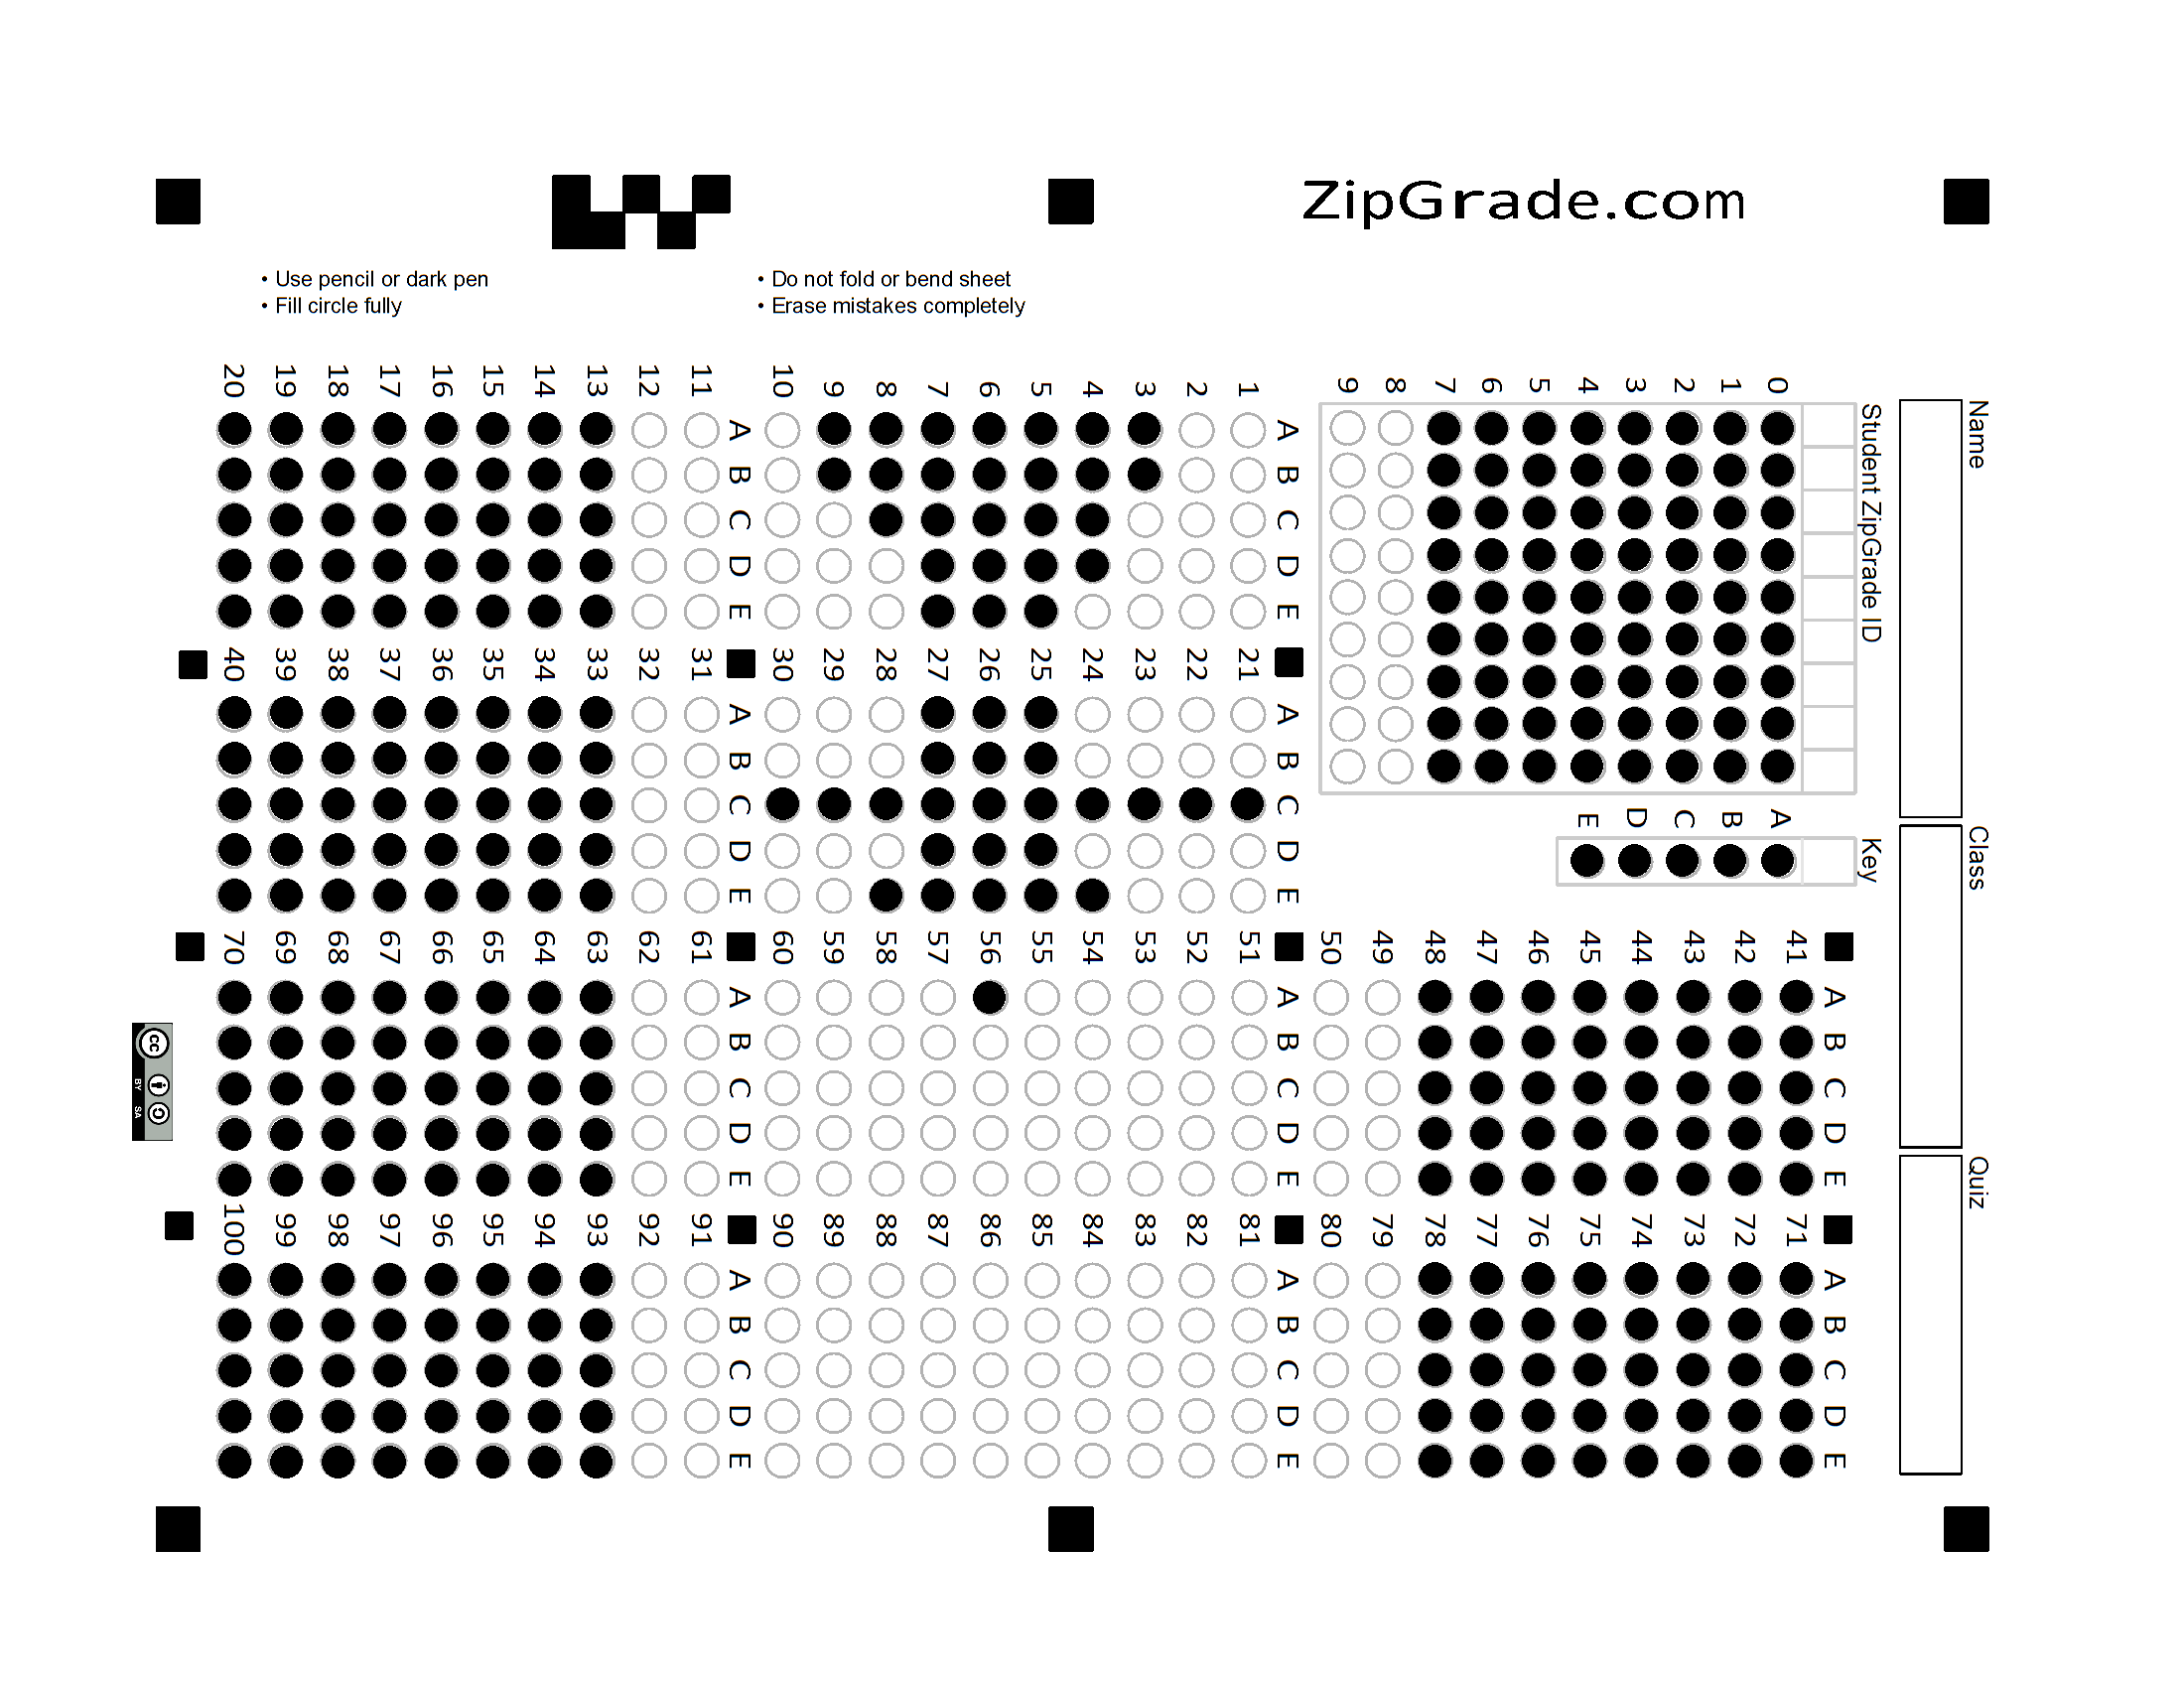 ZipGrade.com
• Use pencil or dark pen
• Fill circle fully
• Do not fold or bend sheet
• Erase mistakes completely
Name
Class
Quiz
Student ZipGrade ID
0 1 2 3 4 5 6 7 8 9
Key
A B C D E
A B C D E
1 2 3 4 5 6 7 8 9 10
A B C D E
11 12 13 14 15 16 17 18 19 20
A B C D E
21 22 23 24 25 26 27 28 29 30
A B C D E
31 32 33 34 35 36 37 38 39 40
A B C D E
41 42 43 44 45 46 47 48 49 50
A B C D E
51 52 53 54 55 56 57 58 59 60
A B C D E
61 62 63 64 65 66 67 68 69 70
A B C D E
71 72 73 74 75 76 77 78 79 80
A B C D E
81 82 83 84 85 86 87 88 89 90
A B C D E
91 92 93 94 95 96 97 98 99 100
cc
BY SA